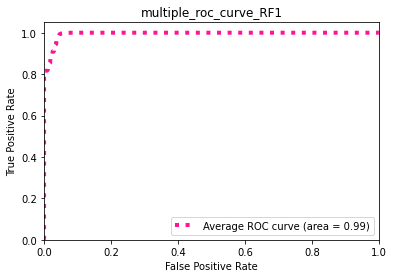 multiple_roc_curve_RF1
True Positive Rate
1.0
0.8
0.6
0.4
0.2
0.0
Average ROC curve (area = 0.99)
0.0 0.2 0.4 0.6 0.8 1.0
False Positive Rate